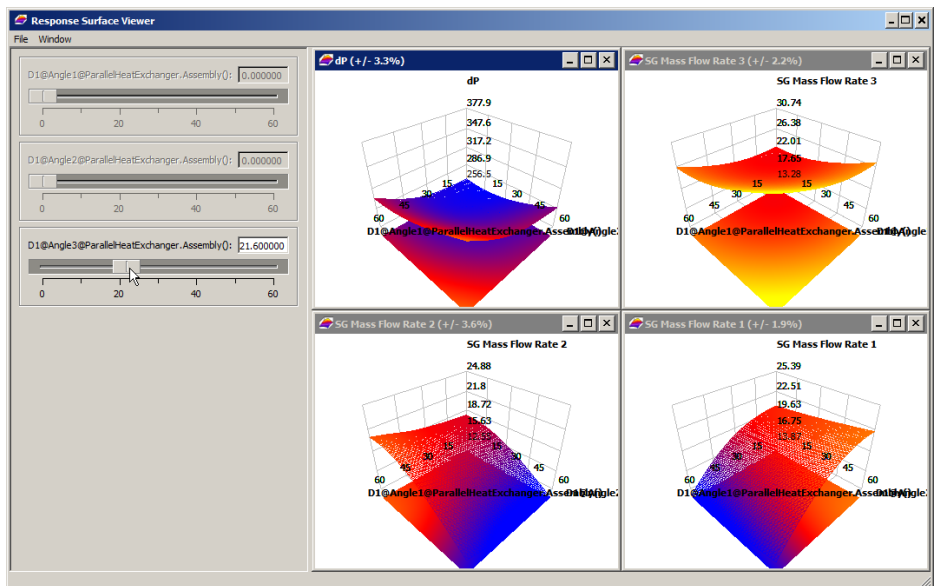 Response Surface Viewer
File Window
D1@Angle1@ParallelHeatExchanger.Assembly(): 0.000000
0 20 40 60
D1@Angle2@ParallelHeatExchanger.Assembly(): 0.000000
0 20 40 60
D1@Angle3@ParallelHeatExchanger.Assembly(): 21.600000
0 20 40 60
dP (+/- 3.3%)
dP
377.9
347.6
317.2
286.9
256.5
15 15
30 30
45 45
60 60
D1@Angle1@ParallelHeatExchanger.Assembly()
SG Mass Flow Rate 3 (+/- 2.2%)
SG Mass Flow Rate 3
30.74
26.38
22.01
17.65
13.28
15 15
30 30
45 45
60 60
D1@Angle1@ParallelHeatExchanger.Assembly()
SG Mass Flow Rate 2 (+/- 3.6%)
SG Mass Flow Rate 2
24.88
21.8
18.72
15.63
15 15
30 30
45 45
60 60
D1@Angle1@ParallelHeatExchanger.Assembly()
SG Mass Flow Rate 1 (+/- 1.9%)
SG Mass Flow Rate 1
25.39
22.51
19.63
16.75
13.87
15 15
30 30
45 45
60 60
D1@Angle1@ParallelHeatExchanger.Assembly()